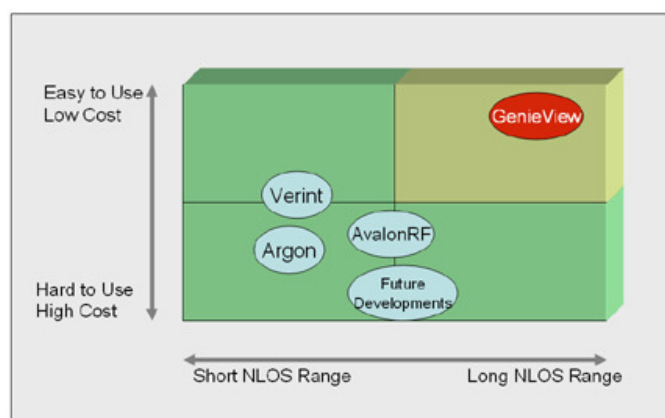 Easy to Use
Low Cost
GenieView
Verint
AvalonRF
Argon
Future
Developments
Hard to Use
High Cost
Short NLOS Range
Long NLOS Range